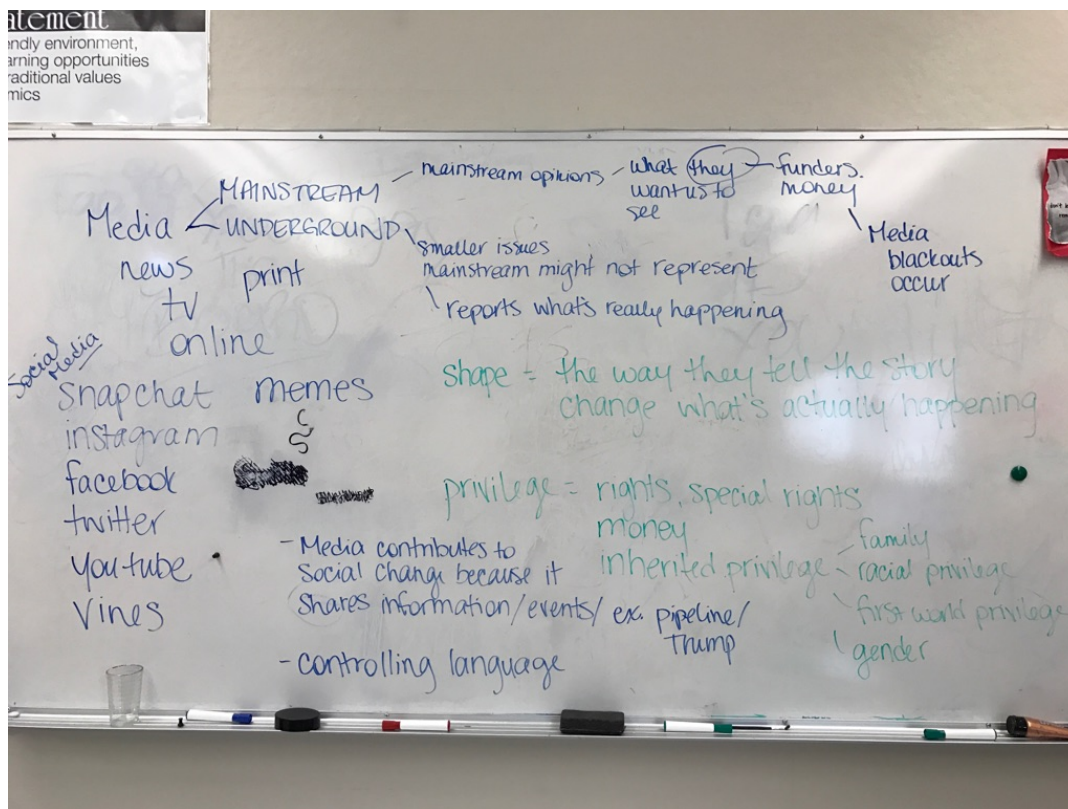 atement
endly environment,
arning opportunities
raditional values
mics
Media
MAINSTREAM
UNDERGROUND
mainstream opinions
what they
want us to
see
funders.
money
Media
blackouts
occur
smaller issues
mainstream might not represent
reports what's really happening
news
print
tv
online
Social
Media
Snapchat
instagram
facebook
twitter
youtube
Vines
memes
shape = the way they tell the story
change what's actually happening
privilege = rights, special rights
money
inherited privilege
family
racial privilege
first world privilege
gender
- Media contributes to
Social change because it
Shares information/events/ ex. pipeline/
Thump
- controlling language